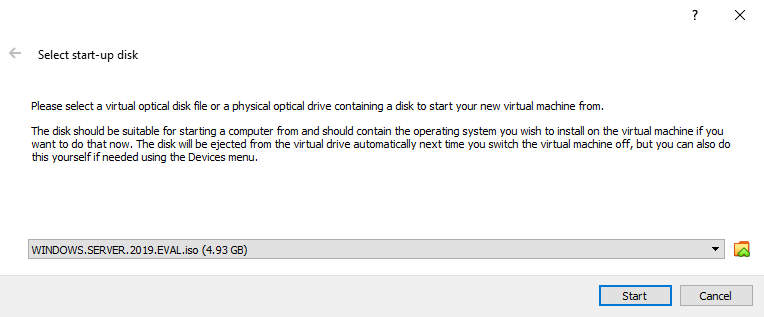 ?
Select start-up disk
Please select a virtual optical disk file or a physical optical drive containing a disk to start your new virtual machine from.
The disk should be suitable for starting a computer from and should contain the operating system you wish to install on the virtual machine if you
want to do that now. The disk will be ejected from the virtual drive automatically next time you switch the virtual machine off, but you can also do
this yourself if needed using the Devices menu.
WINDOWS.SERVER.2019.EVAL.iso (4.93 GB)
Start Cancel